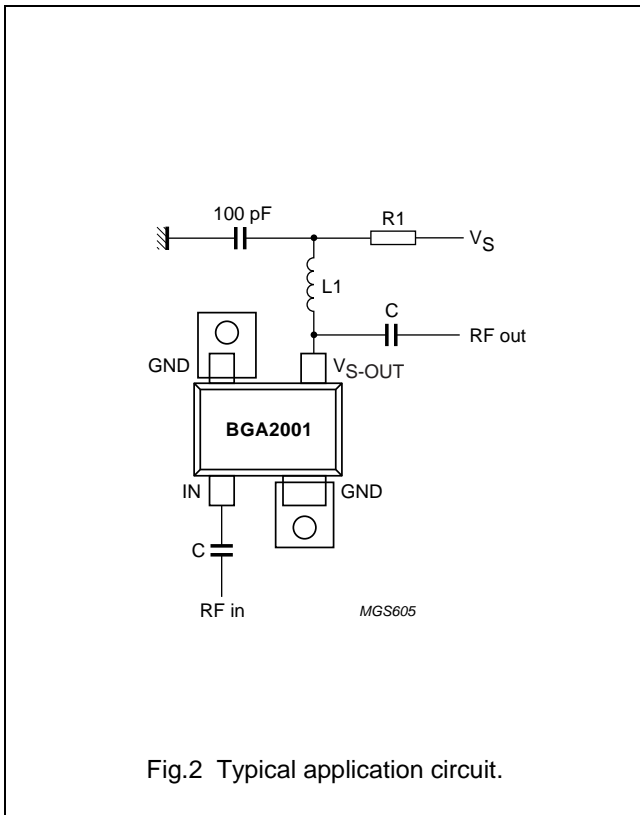 100 pF
R1
VS
L1
C
RF out
GND
VS-OUT
BGA2001
IN
GND
C
RF in
MGS605
Fig.2 Typical application circuit.